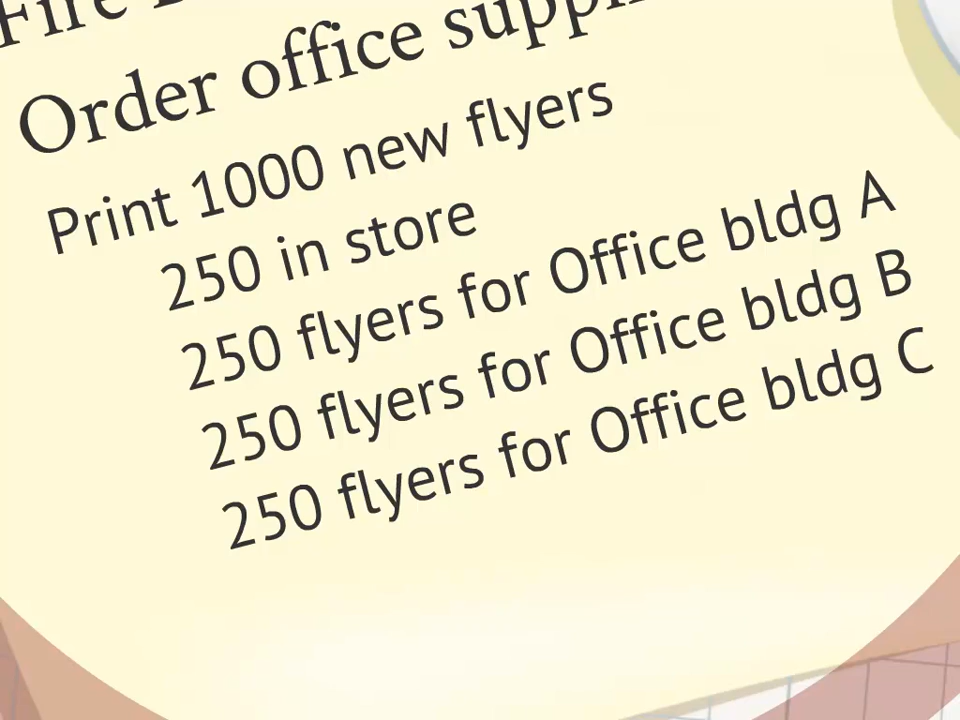 Fire
Order office
Print 1000 new flyers
250 in store
250 flyers for Office bldg A
250 flyers for Office bldg B
250 flyers for Office bldg C